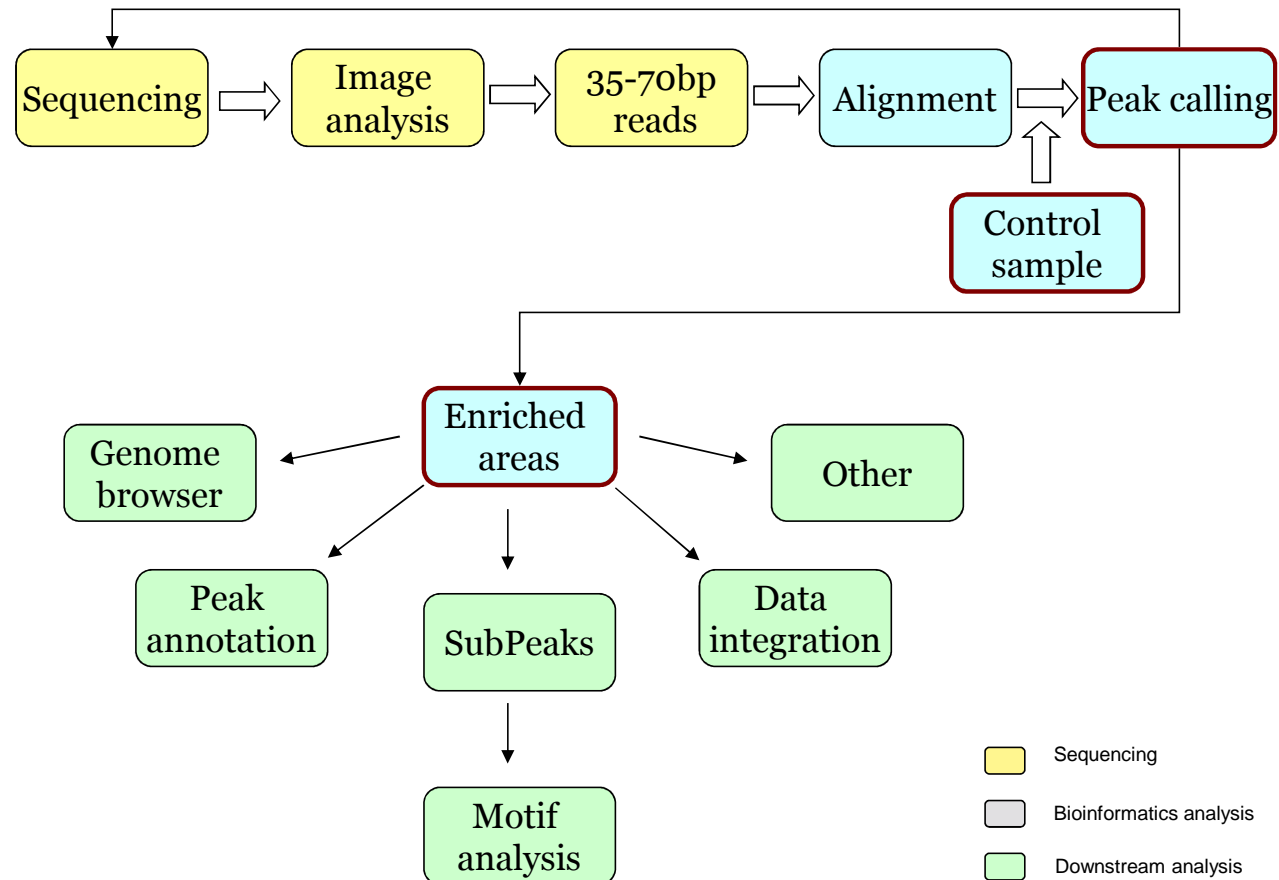 Sequencing
Image
analysis
35-70bp
reads
Alignment
Peak calling
Control
sample
Enriched
areas
Genome
browser
Other
Peak
annotation
SubPeaks
Data
integration
Motif
analysis
Sequencing
Bioinformatics analysis
Downstream analysis